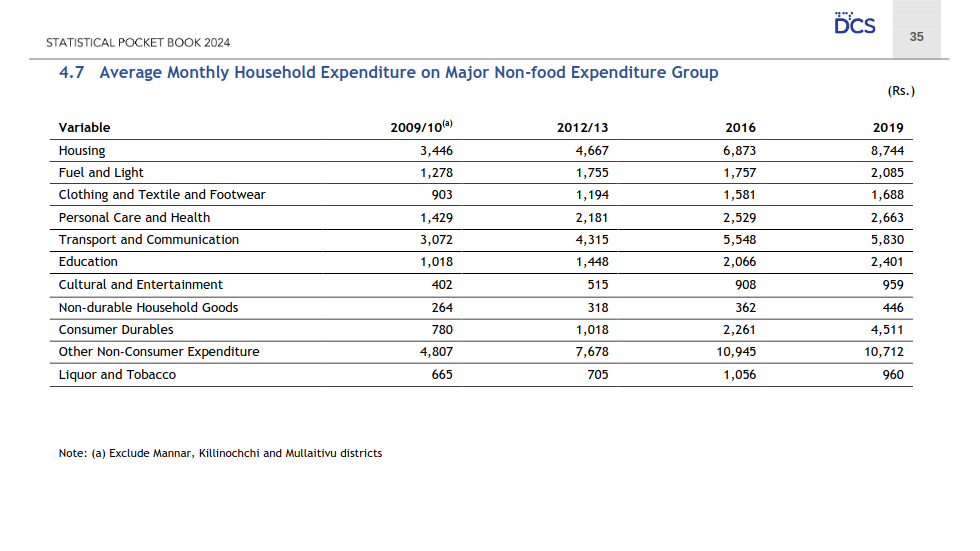 DCS
STATISTICAL POCKET BOOK 2024
35
4.7 Average Monthly Household Expenditure on Major Non-food Expenditure Group
(Rs.)
Variable 2009/10(a) 2012/13 2016 2019
Housing 3,446 4,667 6,873 8,744
Fuel and Light 1,278 1,755 1,757 2,085
Clothing and Textile and Footwear 903 1,194 1,581 1,688
Personal Care and Health 1,429 2,181 2,529 2,663
Transport and Communication 3,072 4,315 5,548 5,830
Education 1,018 1,448 2,066 2,401
Cultural and Entertainment 402 515 908 959
Non-durable Household Goods 264 318 362 446
Consumer Durables 780 1,018 2,261 4,511
Other Non-Consumer Expenditure 4,807 7,678 10,945 10,712
Liquor and Tobacco 665 705 1,056 960
Note: (a) Exclude Mannar, Killinochchi and Mullaitivu districts